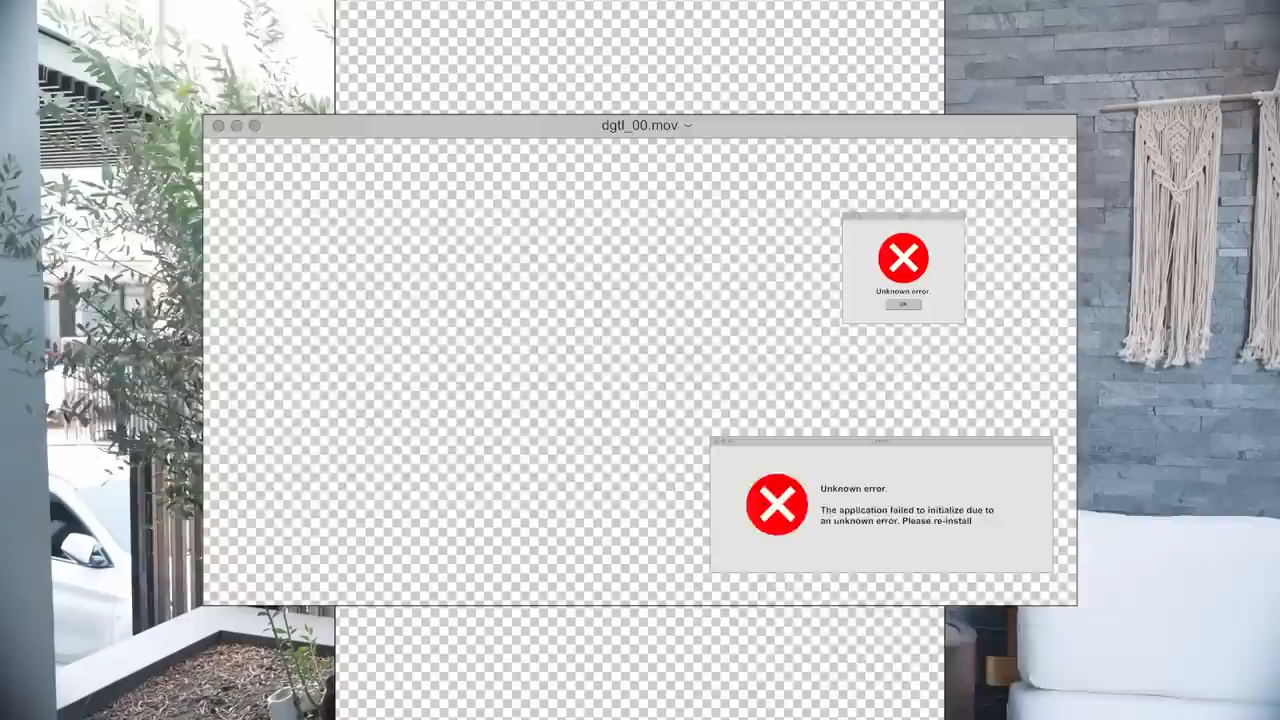 dgtl_00.mov
Unknown error.
OK
Unknown error.
The application failed to initialize due to
an unknown error. Please re-install